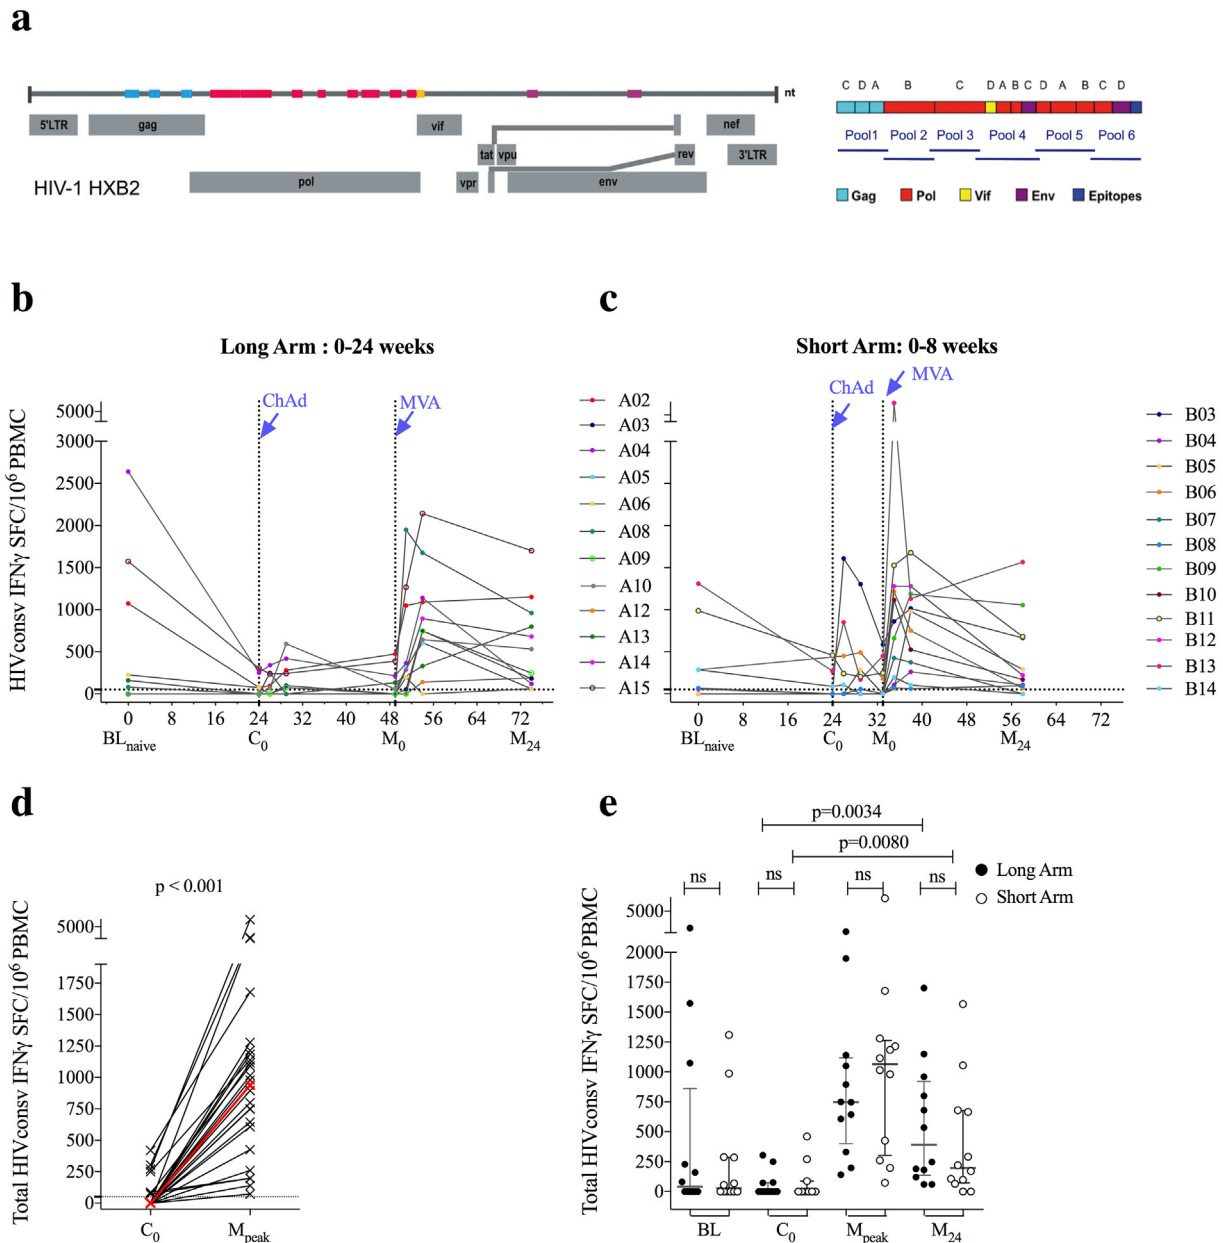 a
nt
5'LTR
gag
vif
nef
tat
vpu
rev
3'LTR
HIV-1 HXB2
pol
vpr
env
C D A B C D A B C D A B C D
Pool1 Pool 2 Pool 3 Pool 4 Pool 5 Pool 6
Gag Pol Vif Env Epitopes
b
Long Arm : 0-24 weeks
ChAd
MVA
HIVconsv IFNγ SFC/10⁶ PBMC
5000
3000
2500
2000
1500
1000
500
0
0 8 16 24 32 40 48 56 64 72
BLnaive C₀ M₀ M₂₄
A02
A03
A04
A05
A06
A08
A09
A10
A12
A13
A14
A15
c
Short Arm: 0-8 weeks
ChAd
MVA
0 8 16 24 32 40 48 56 64 72
BLnaive C₀ M₀ M₂₄
B03
B04
B05
B06
B07
B08
B09
B10
B11
B12
B13
B14
d
p < 0.001
Total HIVconsv IFNγ SFC/10⁶ PBMC
5000
1750
1500
1250
1000
750
500
250
0
C₀ Mpeak
e
p=0.0034
p=0.0080
ns ns ns ns
Long Arm
Short Arm
Total HIVconsv IFNγ SFC/10⁶ PBMC
5000
2000
1750
1500
1250
1000
750
500
250
0
BL C₀ Mpeak M₂₄